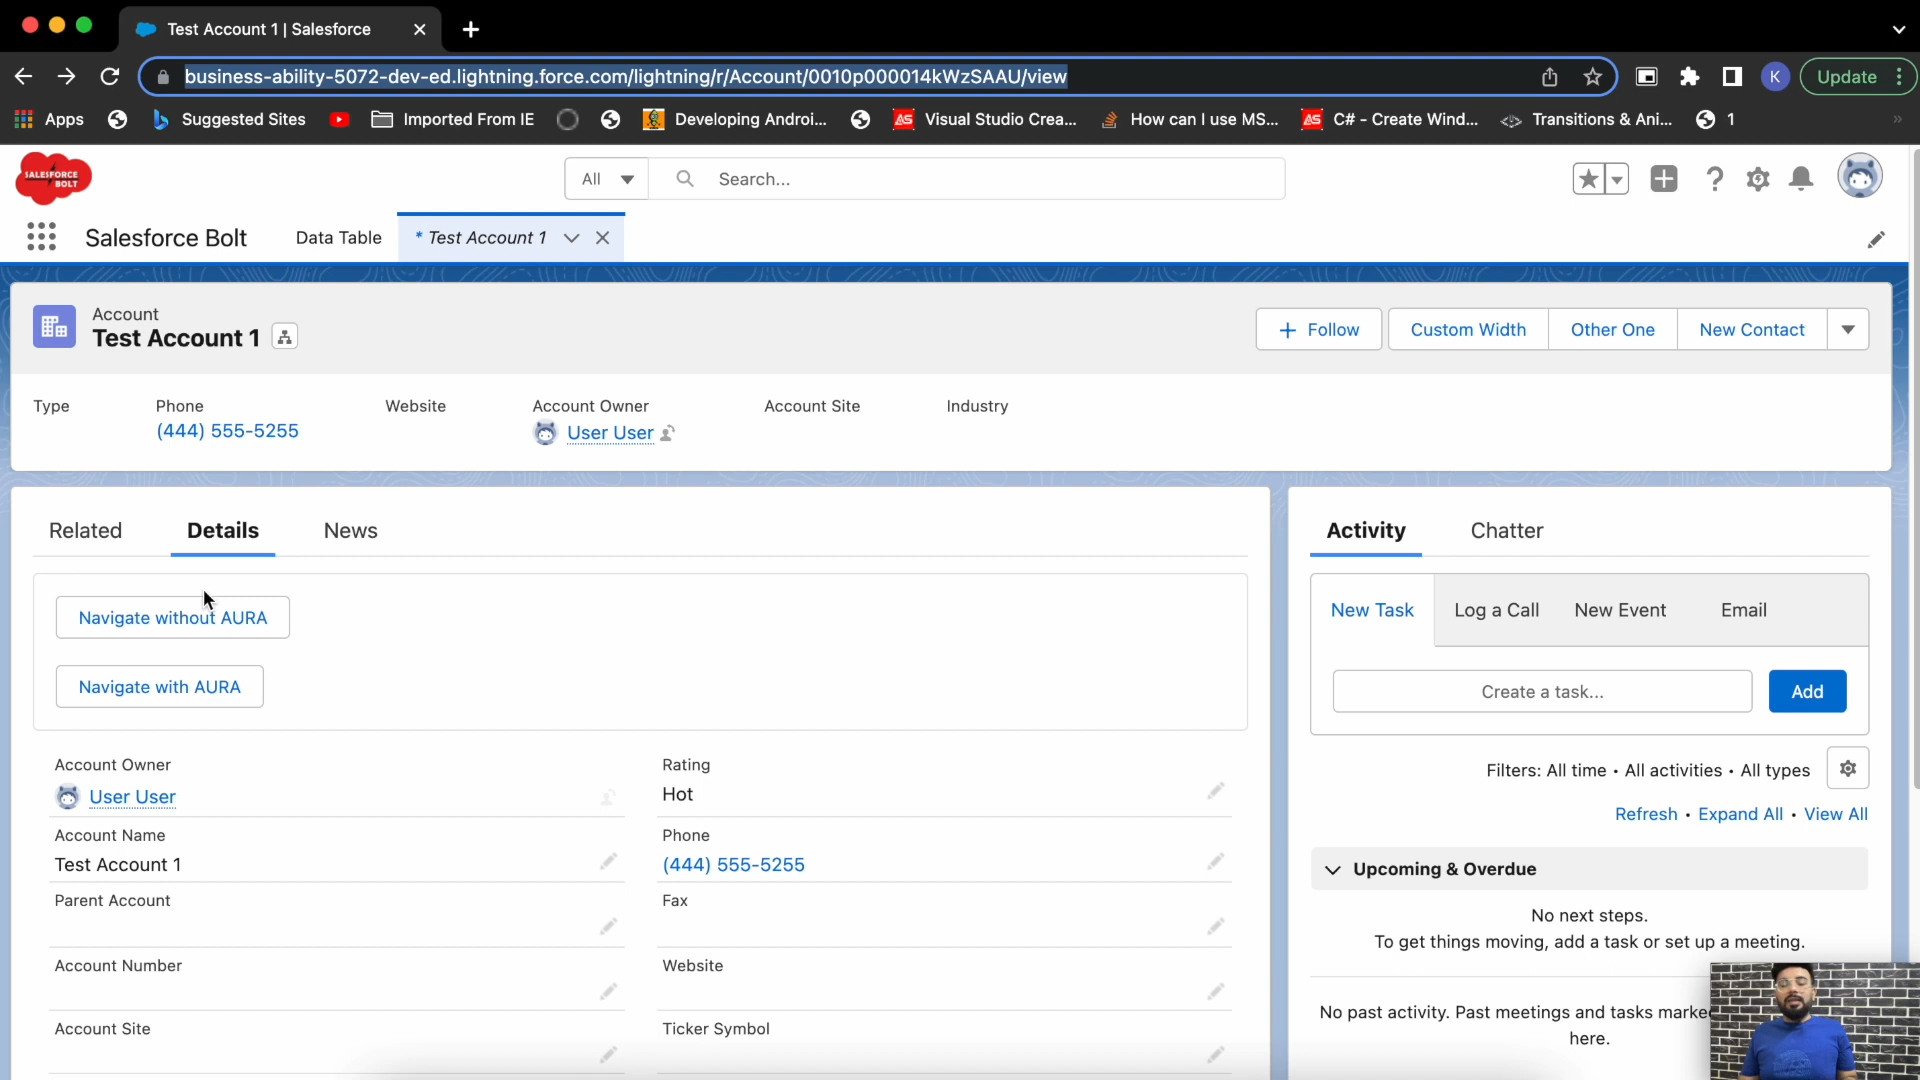 Test Account 1 | Salesforce
business-ability-5072-dev-ed.lightning.force.com/lightning/r/Account/0010p000014kWzSAAU/view
K
Update
Apps
Suggested Sites
Imported From IE
Developing Androi...
Visual Studio Crea...
How can I use MS...
C# - Create Wind...
Transitions & Ani...
1
SALESFORCE
BOLT
All
Search...
Salesforce Bolt
Data Table
* Test Account 1
Account
Test Account 1
+ Follow
Custom Width
Other One
New Contact
Type
Phone
Website
Account Owner
Account Site
Industry
(444) 555-5255
User User
Related
Details
News
Activity
Chatter
Navigate without AURA
Navigate with AURA
New Task
Log a Call
New Event
Email
Create a task...
Add
Filters: All time • All activities • All types
Refresh • Expand All • View All
Upcoming & Overdue
No next steps.
To get things moving, add a task or set up a meeting.
No past activity. Past meetings and tasks marke
here.
Account Owner
User User
Rating
Hot
Account Name
Test Account 1
Phone
(444) 555-5255
Parent Account
Fax
Account Number
Website
Account Site
Ticker Symbol